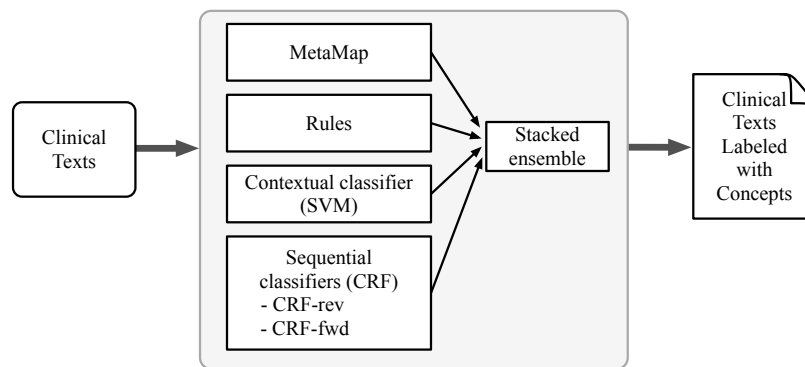 Clinical
Texts
MetaMap
Rules
Contextual classifier
(SVM)
Sequential
classifiers (CRF)
- CRF-rev
- CRF-fwd
Stacked
ensemble
Clinical
Texts
Labeled
with
Concepts